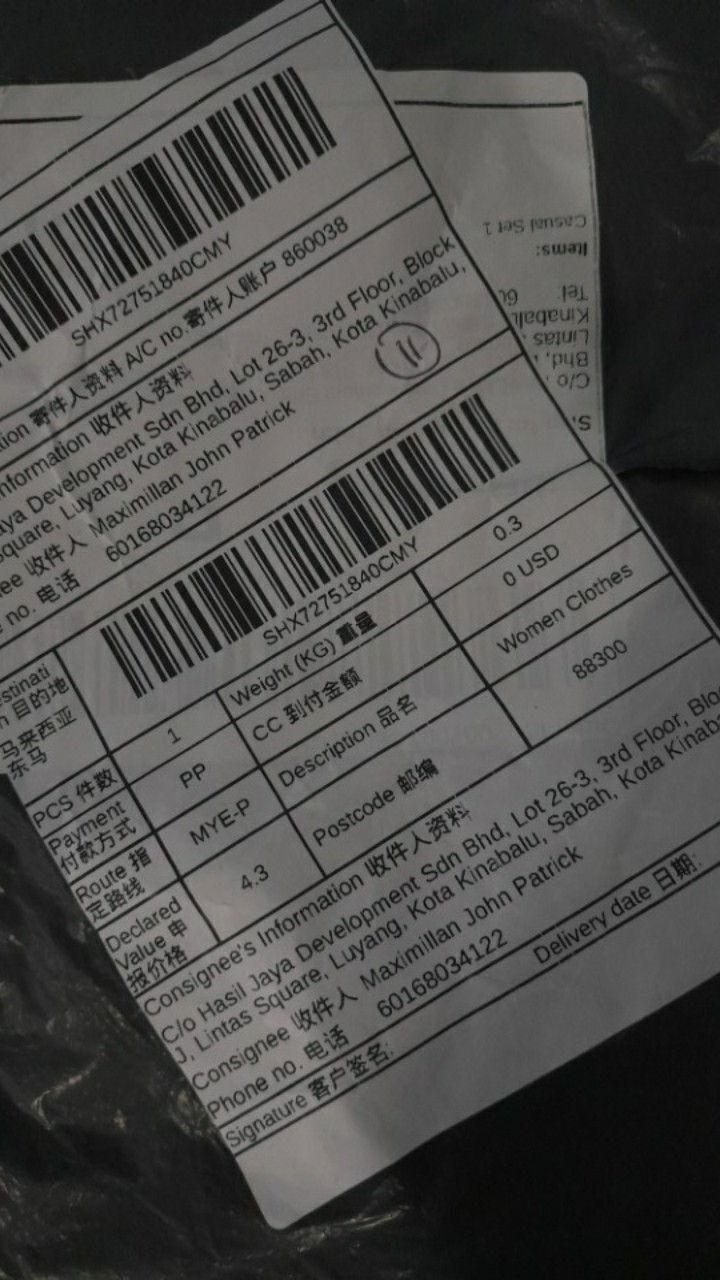 SHX72751840CMY
寄件人资料 A/C no.寄件人账户 860038
收件人资料
Development Sdn Bhd, Lot 26-3, 3rd Floor, Block
Luyang, Kota Kinabalu, Sabah, Kota Kinabalu,
收件人 Maximillan John Patrick
no. 电话 60168034122
SHX72751840CMY
目的地
马来西亚
东马
PCS 件数 1 Weight (KG) 重量 0.3
Payment 付款方式 PP CC 到付金额 0 USD
Route 指定路线 MYE-P Description 品名 Women Clothes
Declared Value 申报价格 4.3 Postcode 邮编 88300
Consignee's Information 收件人资料
C/o Hasil Jaya Development Sdn Bhd, Lot 26-3, 3rd Floor,
J, Lintas Square, Luyang, Kota Kinabalu, Sabah, Kota
Consignee 收件人 Maximillan John Patrick
Phone no. 电话 60168034122
Signature 客户签名: Delivery date 日期:
11
C/o
Bhd,
Lintas
Tel:
Items:
Casual Set 1